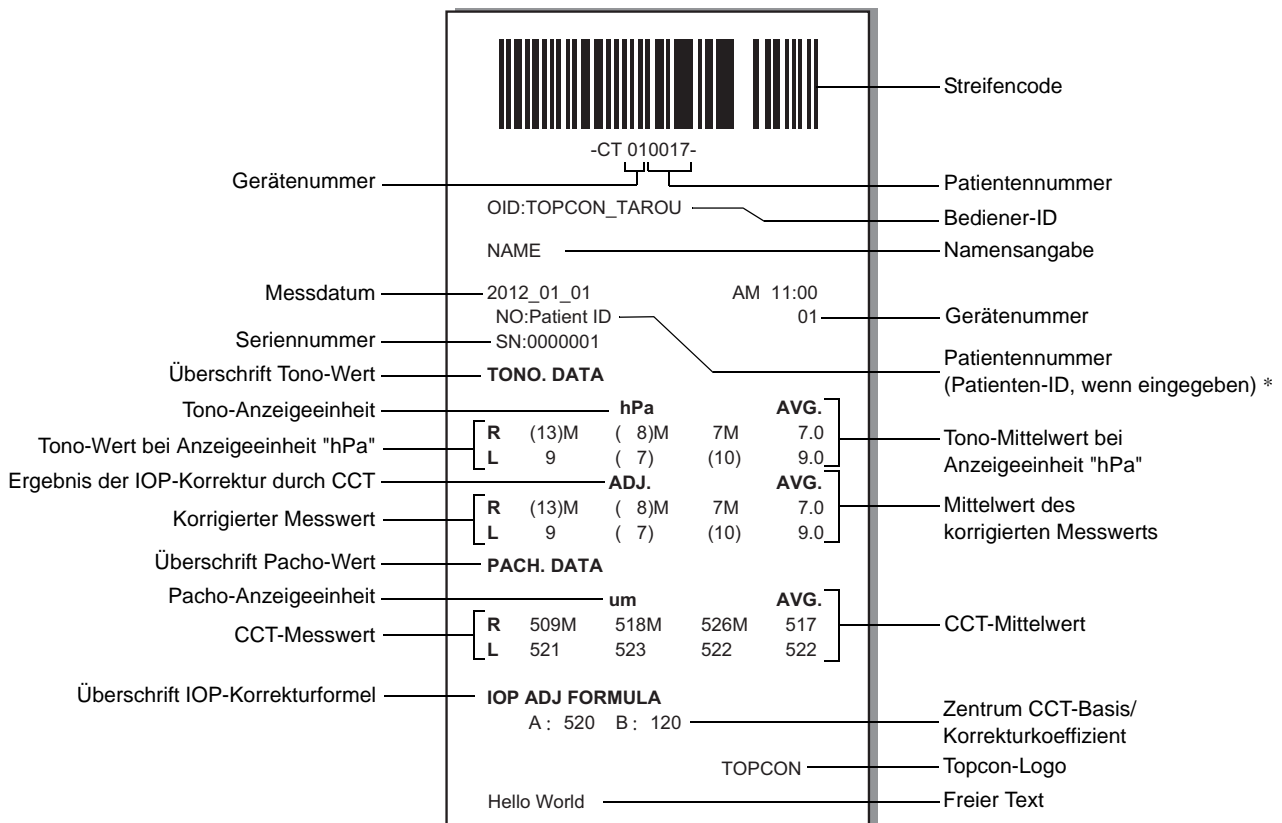 Streifencode
-CT 010017-
Gerätenummer
Patientennummer
OID:TOPCON_TAROU
Bediener-ID
NAME
Namensangabe
Messdatum
2012_01_01 AM 11:00
NO:Patient ID 01
Gerätenummer
Seriennummer
SN:0000001
Patientennummer
(Patienten-ID, wenn eingegeben) *
Überschrift Tono-Wert
TONO. DATA
Tono-Anzeigeeinheit
hPa AVG.
Tono-Wert bei Anzeigeeinheit "hPa"
R (13)M ( 8)M 7M 7.0
L 9 ( 7) (10) 9.0
Tono-Mittelwert bei
Anzeigeeinheit "hPa"
Ergebnis der IOP-Korrektur durch CCT
ADJ. AVG.
Korrigierter Messwert
R (13)M ( 8)M 7M 7.0
L 9 ( 7) (10) 9.0
Mittelwert des
korrigierten Messwerts
Überschrift Pacho-Wert
PACH. DATA
Pacho-Anzeigeeinheit
um AVG.
CCT-Messwert
R 509M 518M 526M 517
L 521 523 522 522
CCT-Mittelwert
Überschrift IOP-Korrekturformel
IOP ADJ FORMULA
A : 520 B : 120
Zentrum CCT-Basis/
Korrekturkoeffizient
TOPCON
Topcon-Logo
Hello World
Freier Text